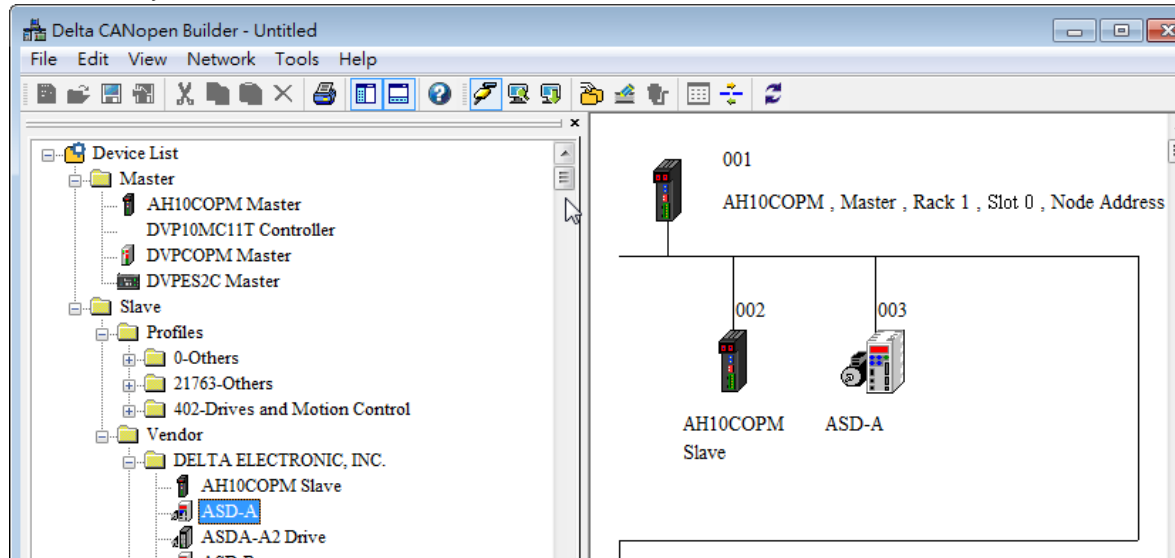 Delta CANopen Builder - Untitled
File Edit View Network Tools Help
Device List
Master
AH10COPM Master
DVP10MC11T Controller
DVPCOPM Master
DVPES2C Master
Slave
Profiles
0-Others
21763-Others
402-Drives and Motion Control
Vendor
DELTA ELECTRONIC, INC.
AH10COPM Slave
ASD-A
ASDA-A2 Drive
001
AH10COPM , Master , Rack 1 , Slot 0 , Node Address
002
003
AH10COPM
Slave
ASD-A